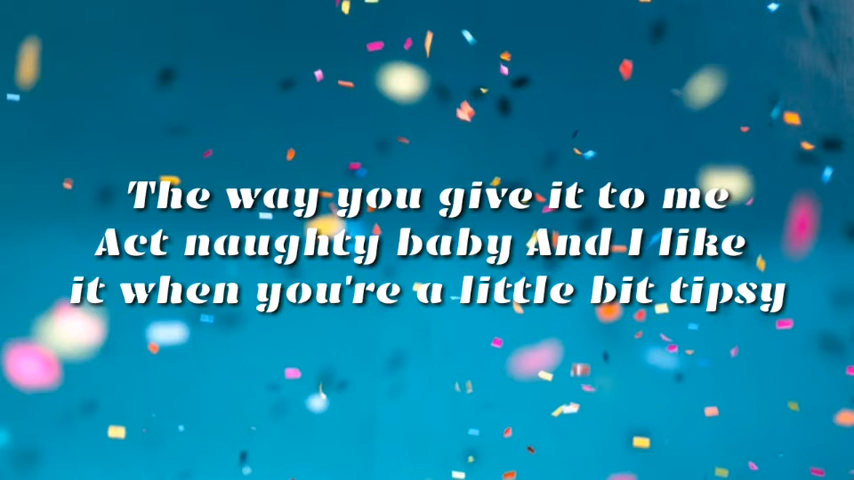 The way you give it to me
Act naughty baby And I like
it when you're a little bit tipsy